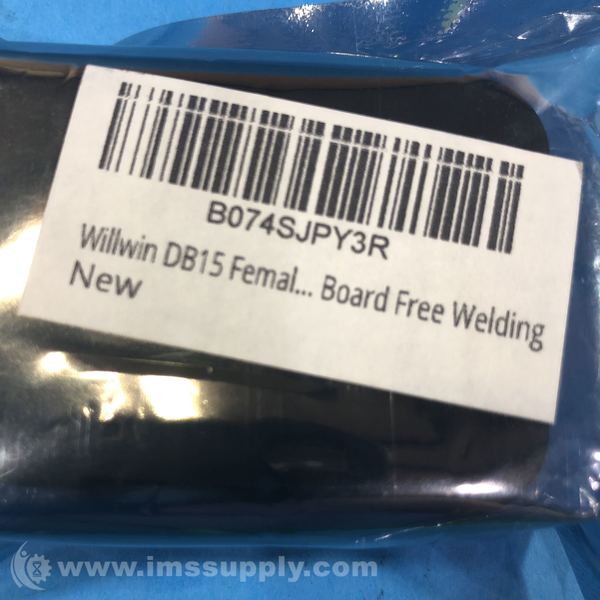 B074SJPY3R
Willwin DB15 Femal... Board Free Welding
New
www.imssupply.com